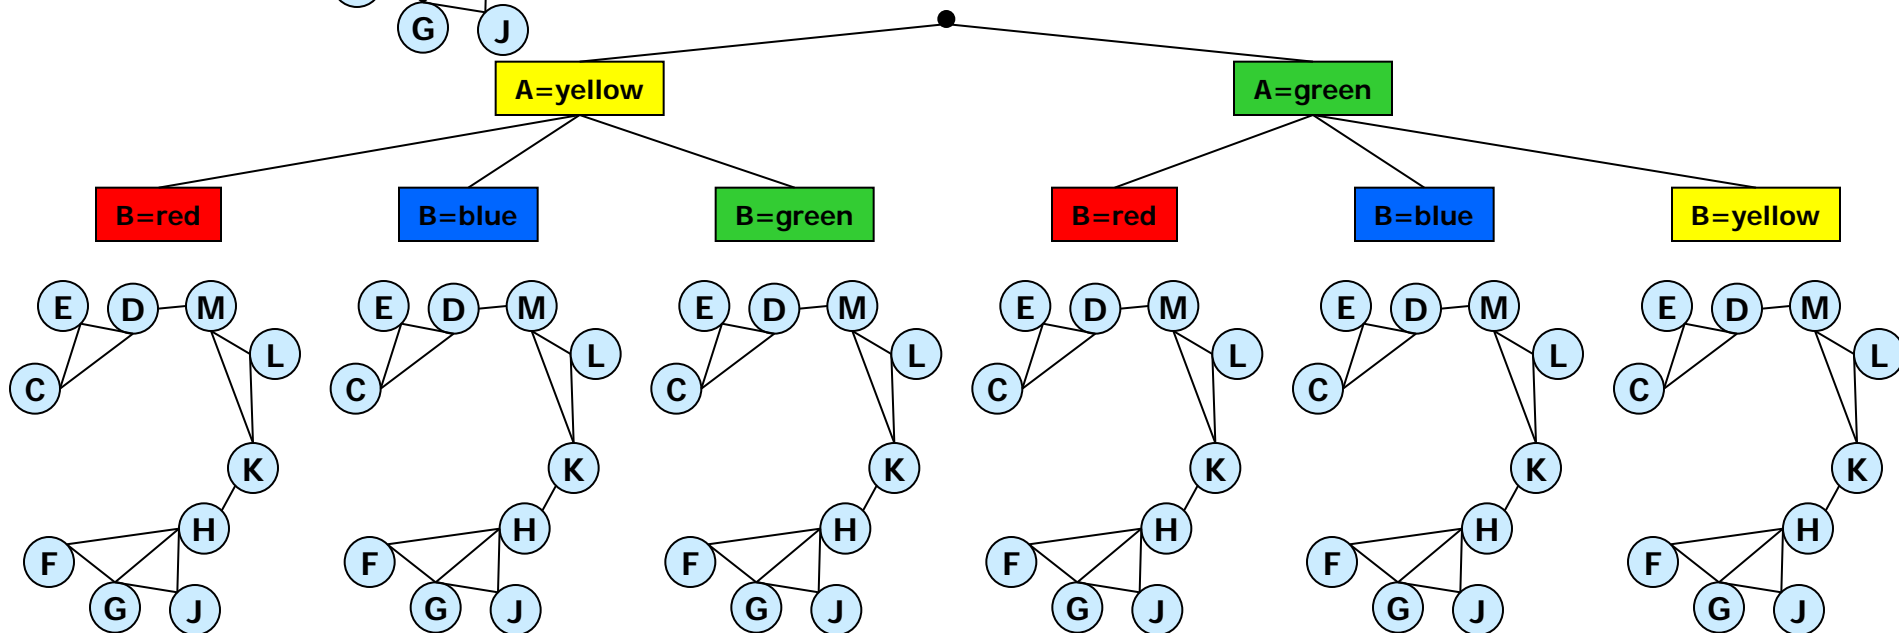 G J
A=yellow A=green
B=red B=blue B=green B=red B=blue B=yellow
E D M E D M E D M E D M E D M E D M
L L L L L L
C C C C C C
K K K K K K
H H H H H H
F F F F F F
G J G J G J G J G J G J